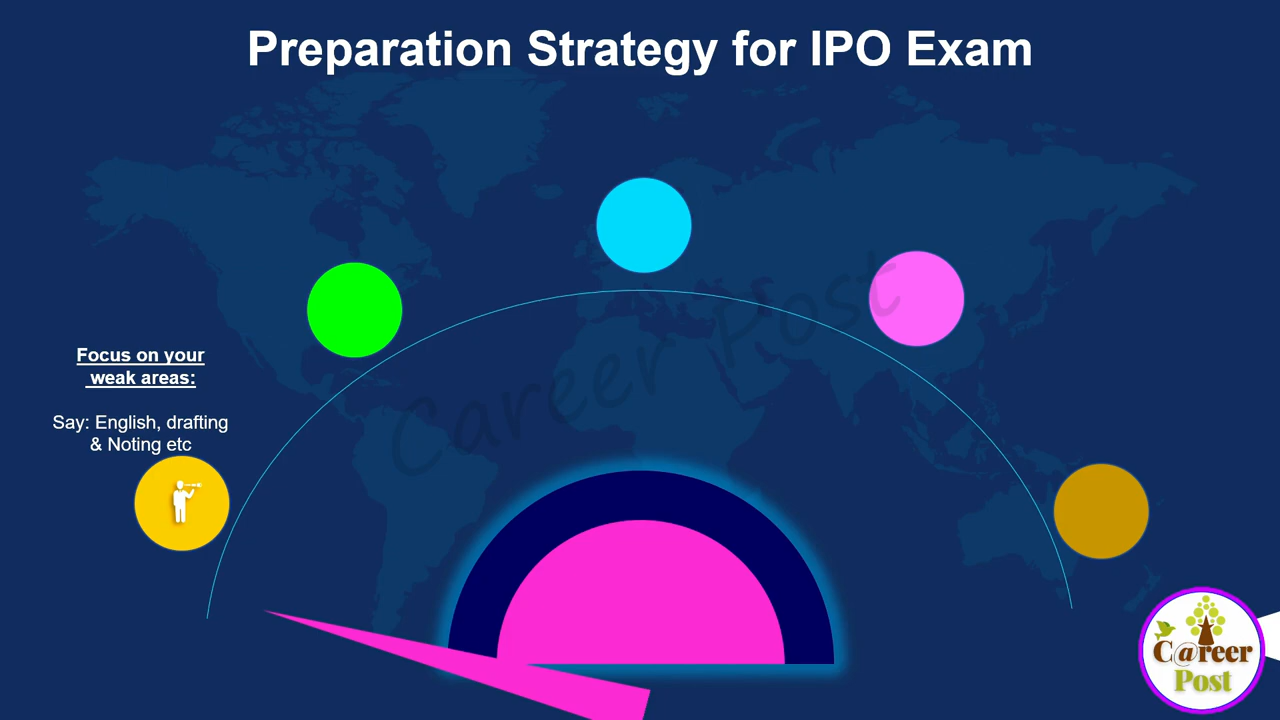 Preparation Strategy for IPO Exam
Focus on your
weak areas:
Say: English, drafting
& Noting etc
Career Post
C@reer
Post